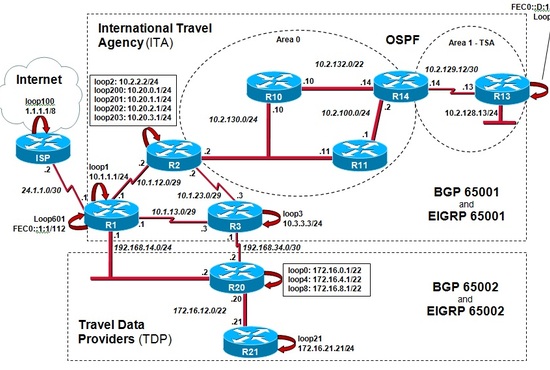 FEC0::D:1
Loop
International Travel
Agency (ITA)
Area 0
OSPF
Area 1 - TSA
Internet
loop100
1.1.1.1/8
loop2: 10.2.2.2/24
loop200: 10.20.0.1/24
loop201: 10.20.1.1/24
loop202: 10.20.2.1/24
loop203: 10.20.3.1/24
10.2.132.0/22
.10
.14
R10
R14
.10
10.2.129.12/30
.14
.13
R13
10.2.128.13/24
.2
10.2.130.0/24
10.2.100.0/24
.1
ISP
.2
loop1
10.1.1.1/24
R2
.2
.2
.2
.11
R11
10.1.12.0/29
10.1.23.0/29
24.1.1.0/30
.1
.1
.3
Loop601
FEC0::1:1/112
R1
.1
10.1.13.0/29
.3
R3
loop3
10.3.3.3/24
.1
.1
192.168.14.0/24
192.168.34.0/30
BGP 65001
and
EIGRP 65001
.2
.2
R20
loop0: 172.16.0.1/22
loop4: 172.16.4.1/22
loop8: 172.16.8.1/22
.20
172.16.12.0/22
.21
R21
loop21
172.16.21.21/24
Travel Data
Providers (TDP)
BGP 65002
and
EIGRP 65002